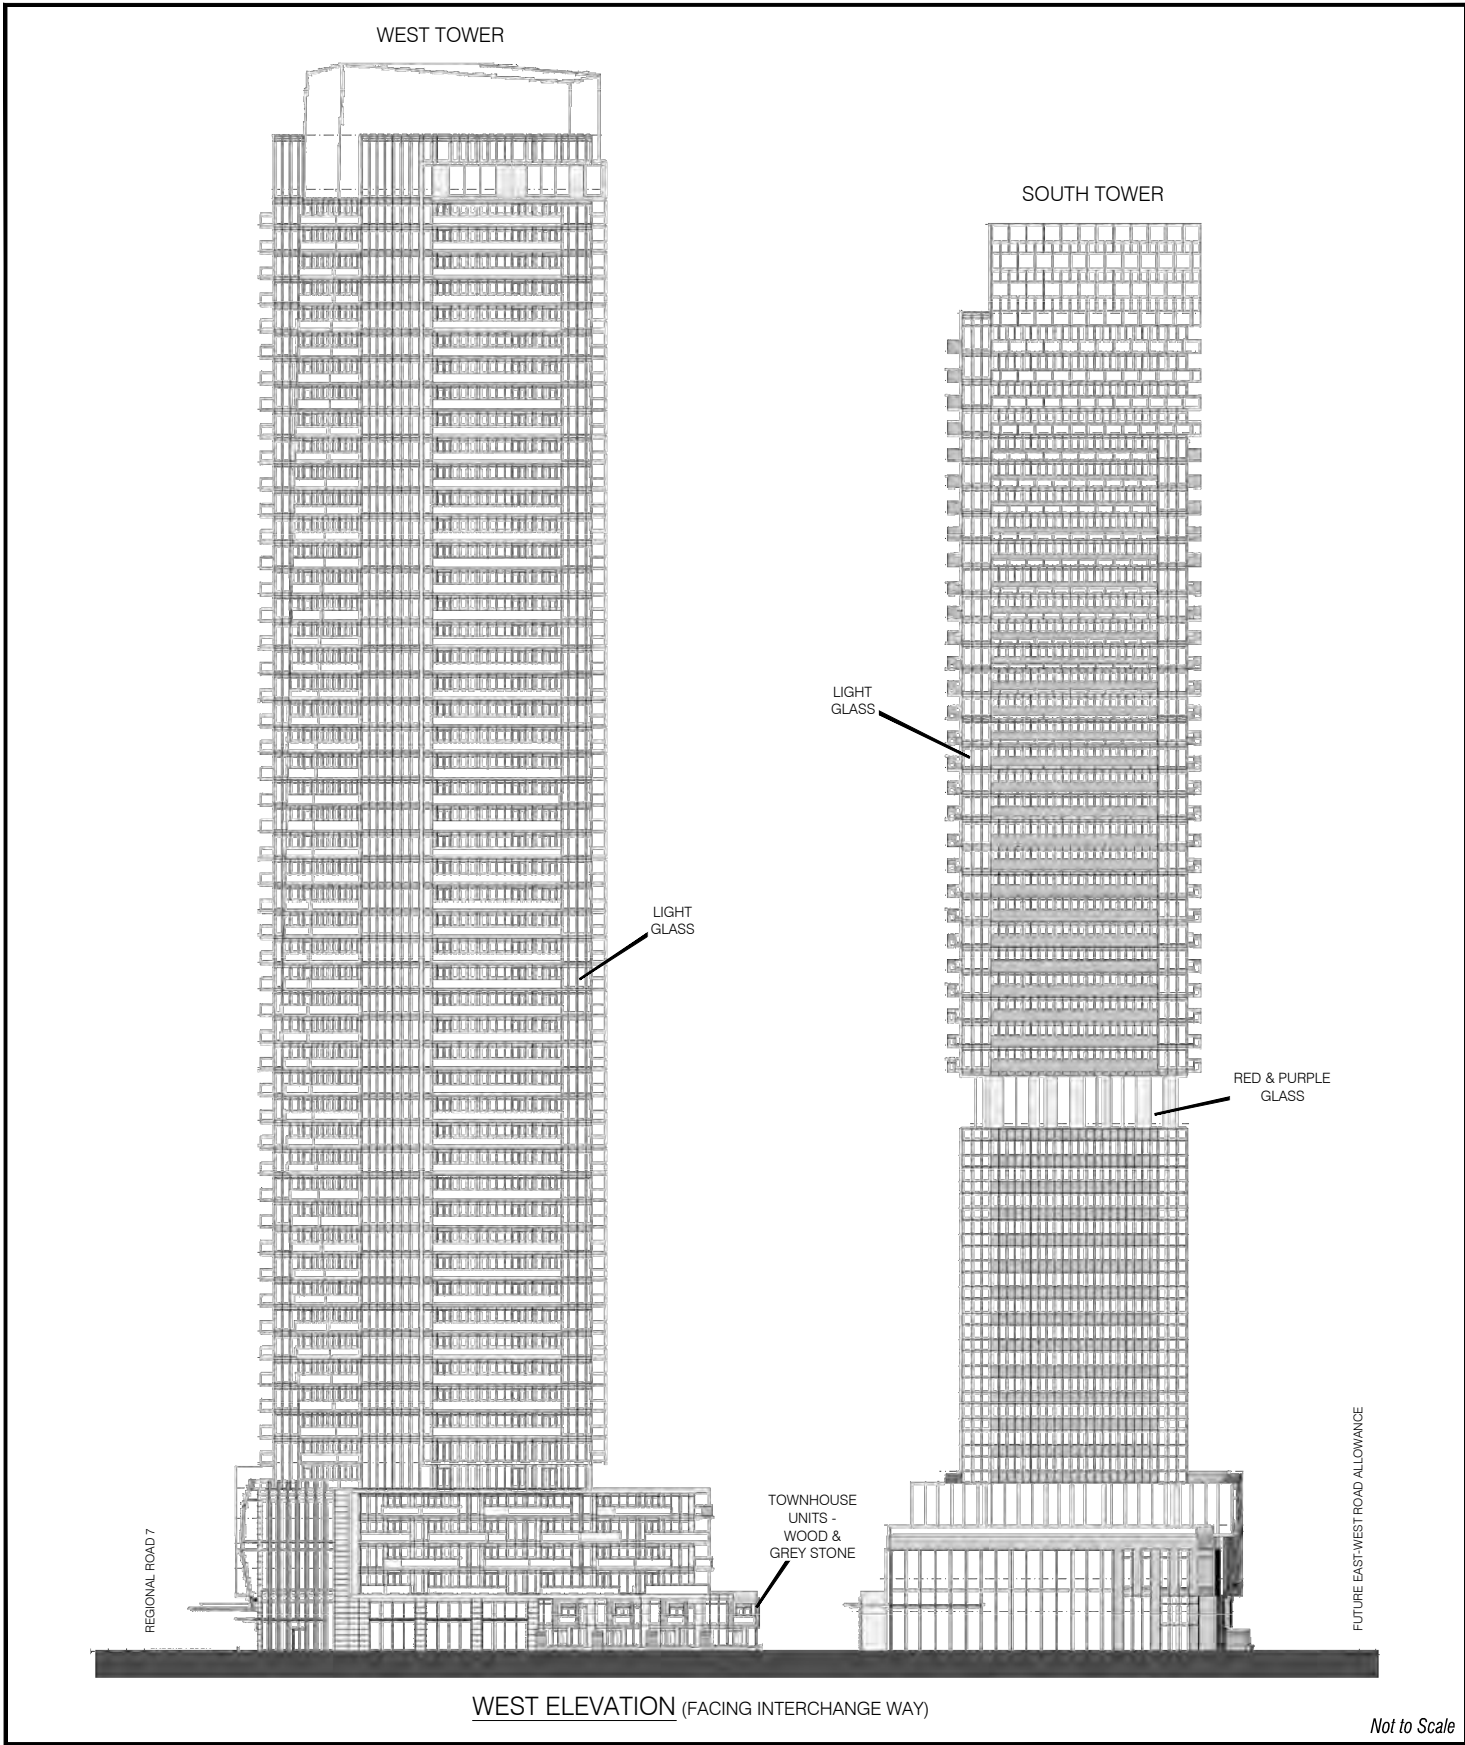 WEST TOWER
SOUTH TOWER
LIGHT
GLASS
LIGHT
GLASS
RED & PURPLE
GLASS
TOWNHOUSE
UNITS -
WOOD &
GREY STONE
REGIONAL ROAD 7
FUTURE EAST-WEST ROAD ALLOWANCE
WEST ELEVATION (FACING INTERCHANGE WAY)
Not to Scale